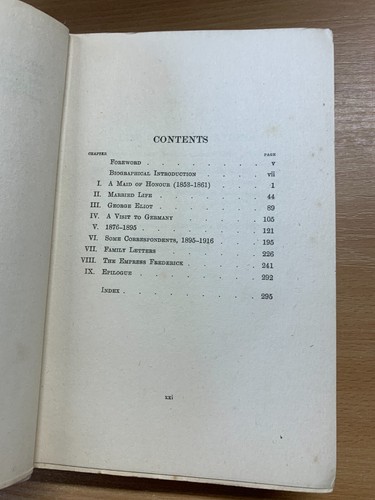 CONTENTS
CHAPTER PAGE
FOREWORD . . . . . . . . v
BIOGRAPHICAL INTRODUCTION . . . . . vii
I. A MAID OF HONOUR (1853-1861) . . . . 1
II. MARRIED LIFE . . . . . . . 44
III. GEORGE ELIOT . . . . . . . 89
IV. A VISIT TO GERMANY . . . . . . 105
V. 1876-1895 . . . . . . . . 121
VI. SOME CORRESPONDENTS, 1895-1916 . . . . 195
VII. FAMILY LETTERS . . . . . . . 226
VIII. THE EMPRESS FREDERICK . . . . . 241
IX. EPILOGUE . . . . . . . . 292
INDEX . . . . . . . . . 295
xxi